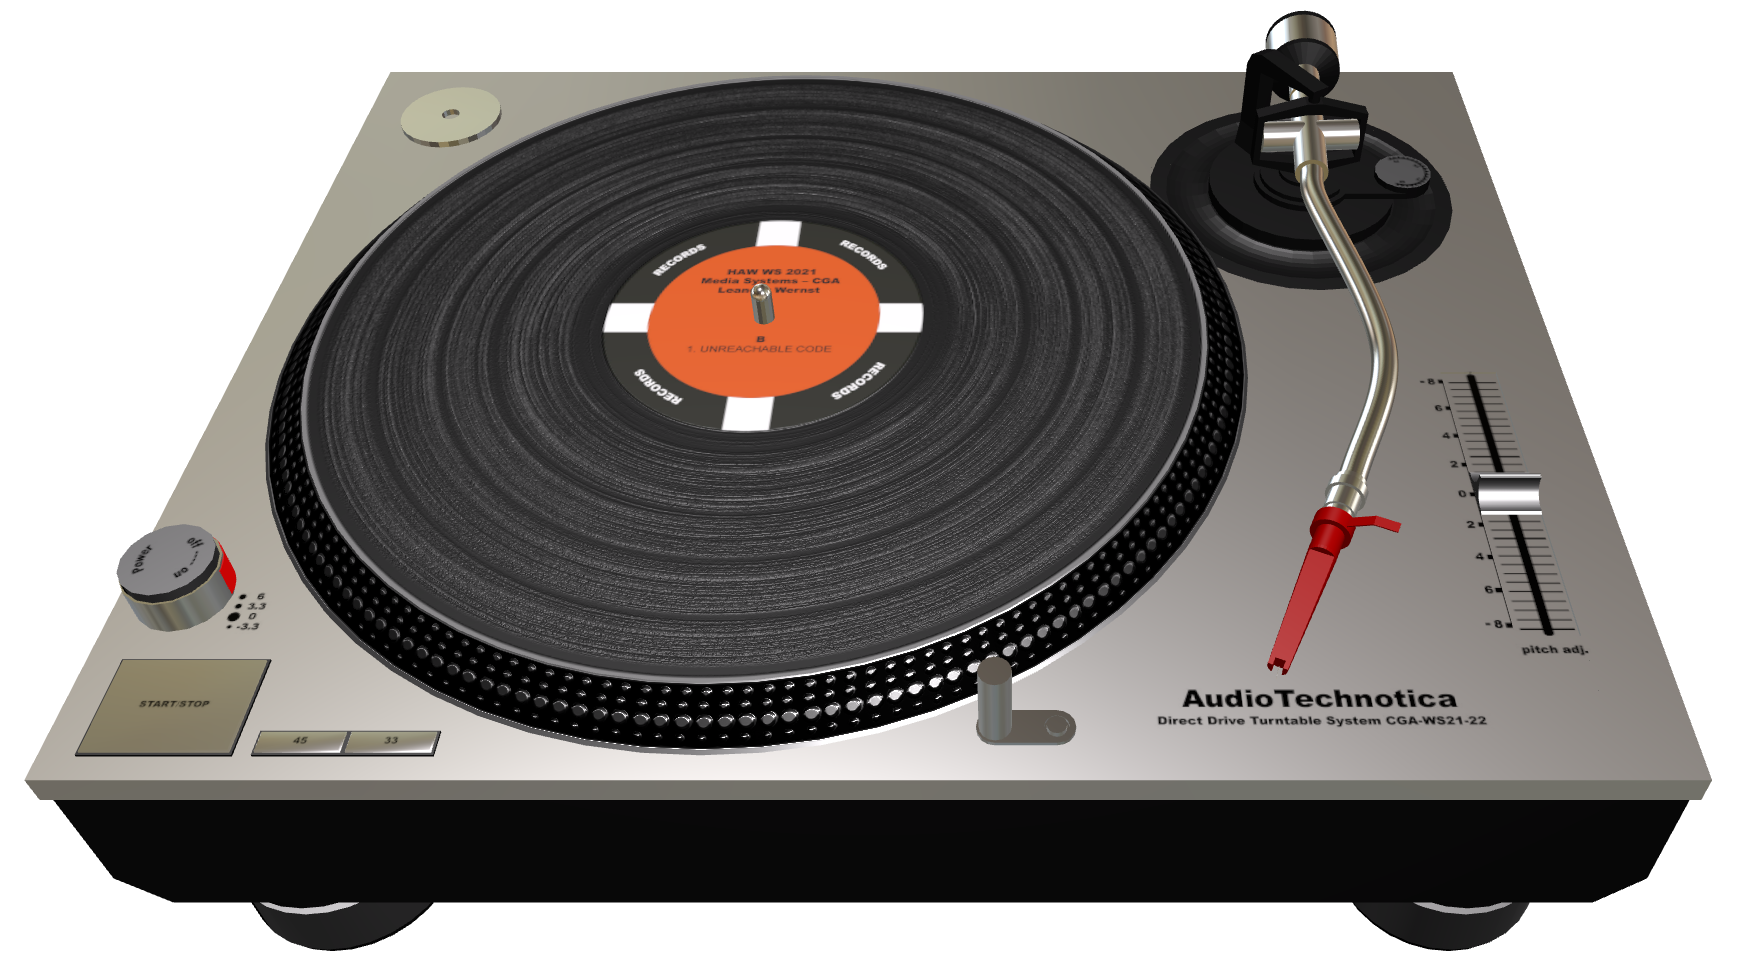 RECORDS
RECORDS
HAW WS 2021
Media Systems – CGA
Wernst
B
1. UNREACHABLE CODE
RECORDS
RECORDS
-8
6
4
2
0
2
4
6
-8
pitch adj.
Power
off
on
6
3.3
0
-3.3
START/STOP
45
33
AudioTechnotica
Direct Drive Turntable System CGA-WS21-22